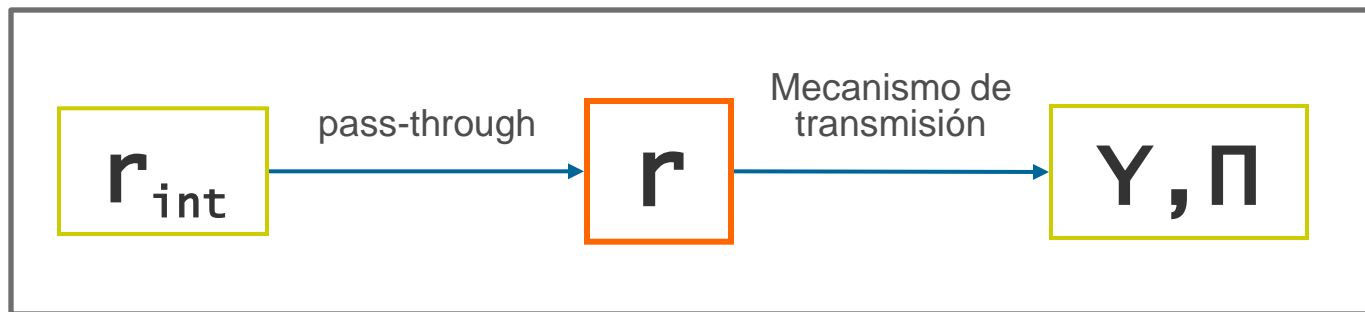 r_int
pass-through
r
Mecanismo de
transmisión
Y,Π